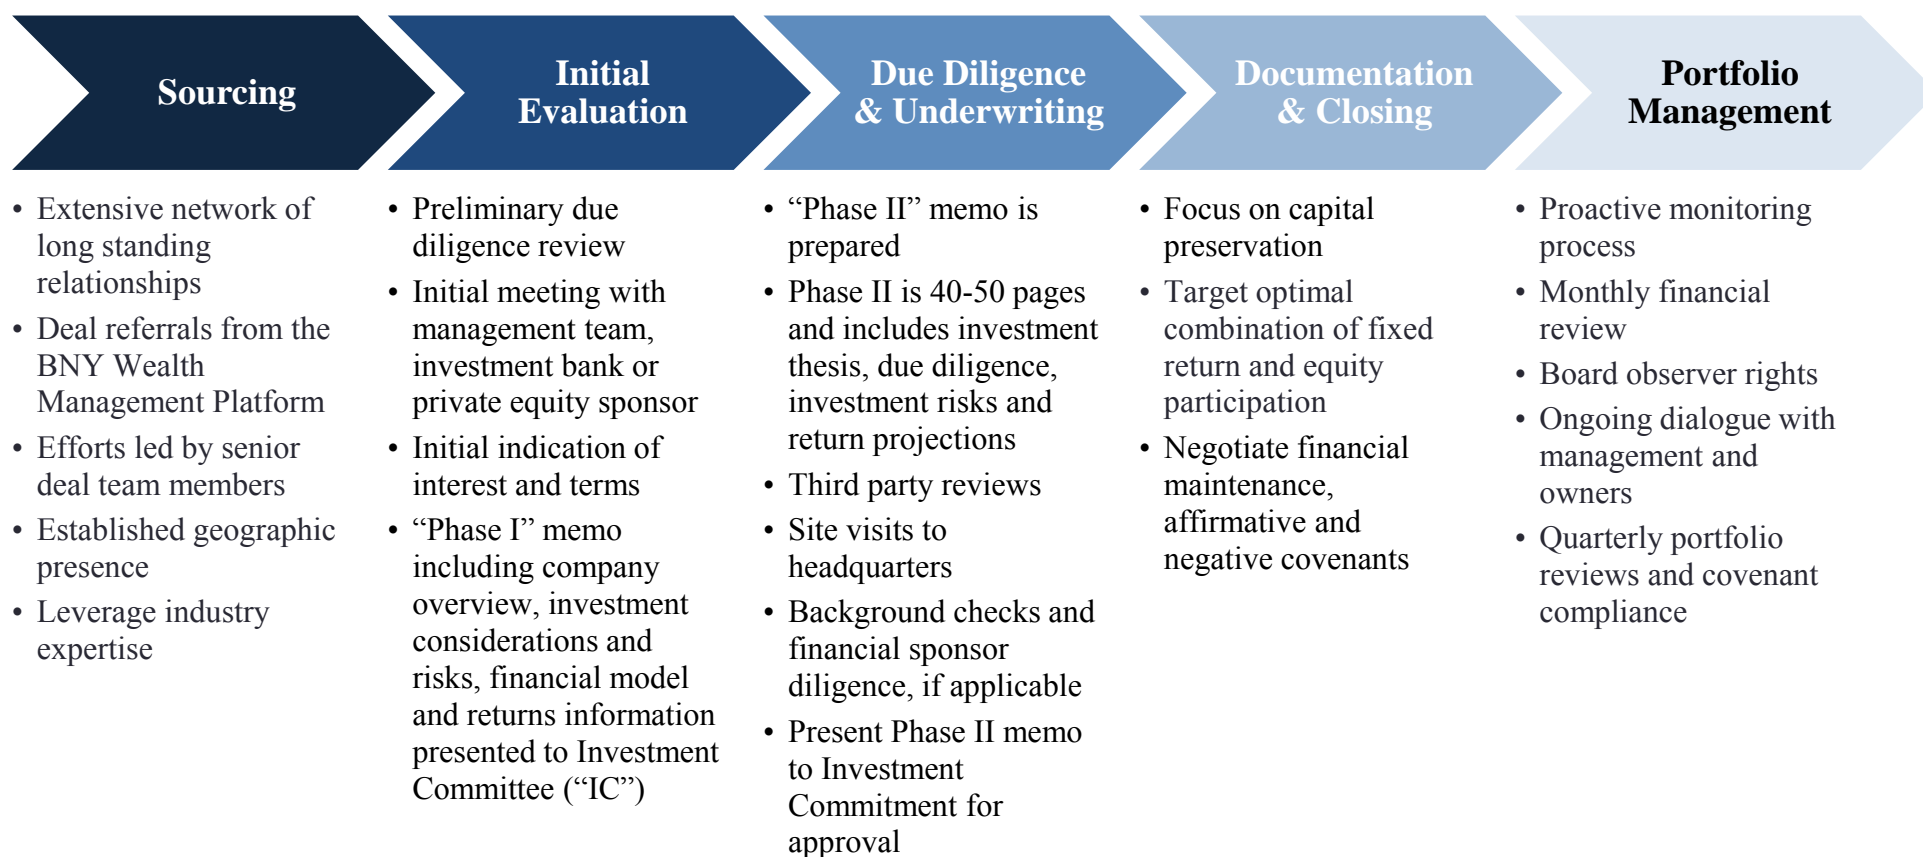 Sourcing
Initial
Evaluation
Due Diligence
& Underwriting
Documentation
& Closing
Portfolio
Management
• Extensive network of
long standing
relationships
• Deal referrals from the
BNY Wealth
Management Platform
• Efforts led by senior
deal team members
• Established geographic
presence
• Leverage industry
expertise
• Preliminary due
diligence review
• Initial meeting with
management team,
investment bank or
private equity sponsor
• Initial indication of
interest and terms
• “Phase I” memo
including company
overview, investment
considerations and
risks, financial model
and returns information
presented to Investment
Committee (“IC”)
• “Phase II” memo is
prepared
• Phase II is 40-50 pages
and includes investment
thesis, due diligence,
investment risks and
return projections
• Third party reviews
• Site visits to
headquarters
• Background checks and
financial sponsor
diligence, if applicable
• Present Phase II memo
to Investment
Commitment for
approval
• Focus on capital
preservation
• Target optimal
combination of fixed
return and equity
participation
• Negotiate financial
maintenance,
affirmative and
negative covenants
• Proactive monitoring
process
• Monthly financial
review
• Board observer rights
• Ongoing dialogue with
management and
owners
• Quarterly portfolio
reviews and covenant
compliance